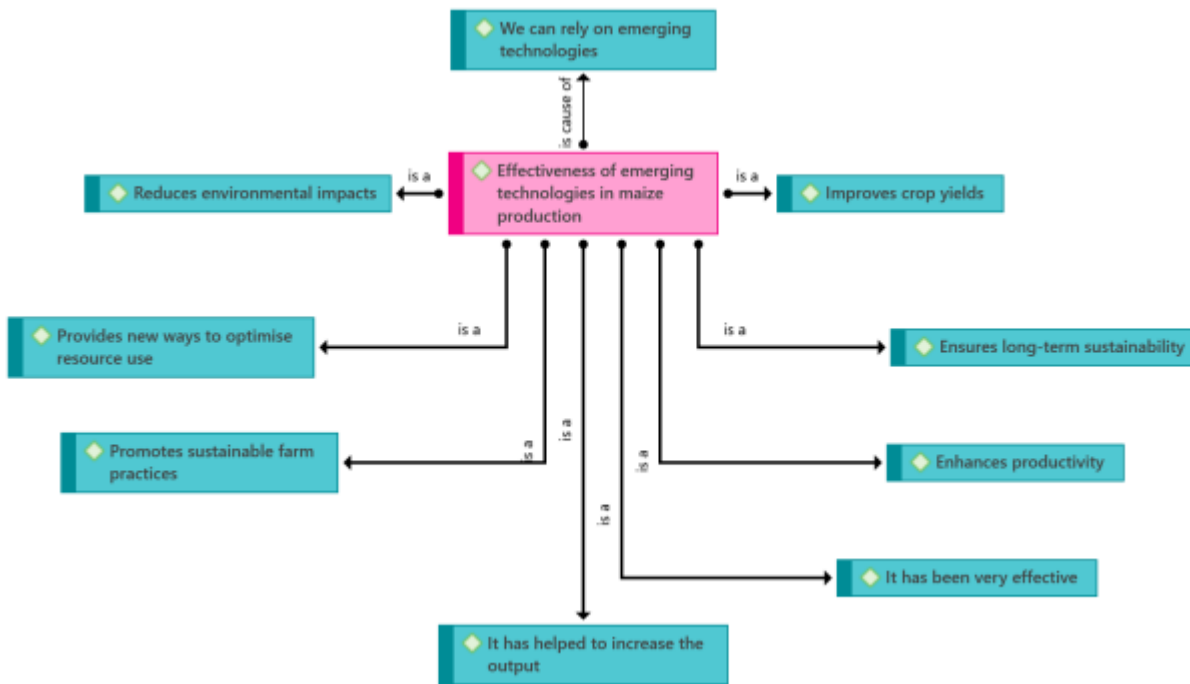 We can rely on emerging
technologies
is cause of
Effectiveness of emerging
technologies in maize
production
is a
Reduces environmental impacts
is a
Improves crop yields
is a
Provides new ways to optimise
resource use
is a
Ensures long-term sustainability
is a
Promotes sustainable farm
practices
is a
is a
Enhances productivity
is a
It has been very effective
is a
It has helped to increase the
output